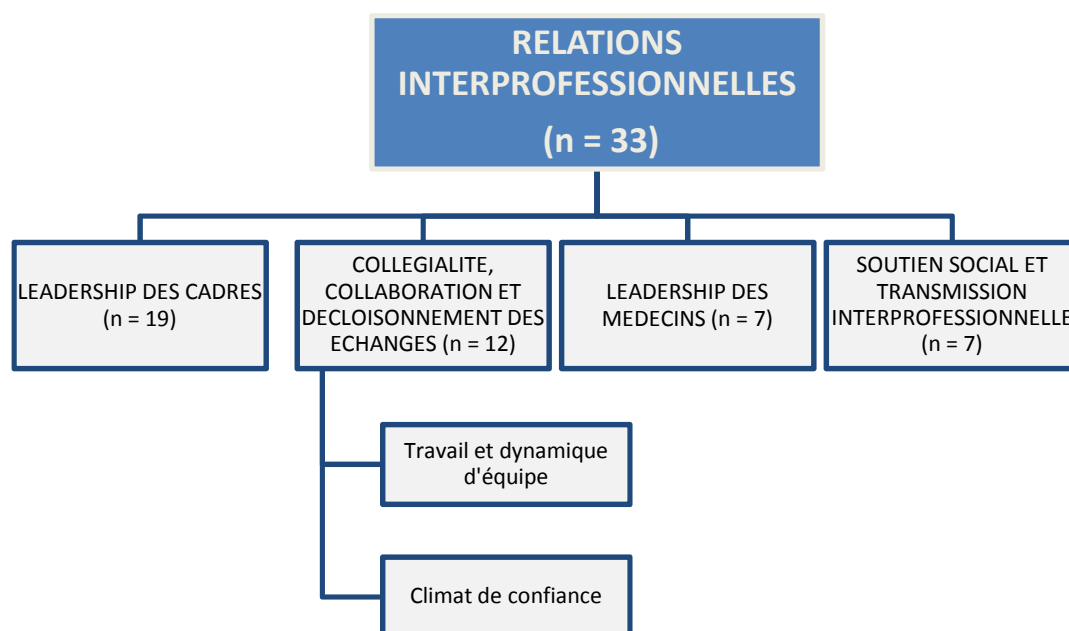 RELATIONS
INTERPROFESSIONNELLES
(n = 33)
LEADERSHIP DES CADRES
(n = 19)
COLLEGIALITE,
COLLABORATION ET
DECLOISONNEMENT DES
ECHANGES (n = 12)
LEADERSHIP DES
MEDECINS (n = 7)
SOUTIEN SOCIAL ET
TRANSMISSION
INTERPROFESSIONNELLE
(n = 7)
Travail et dynamique
d'équipe
Climat de confiance